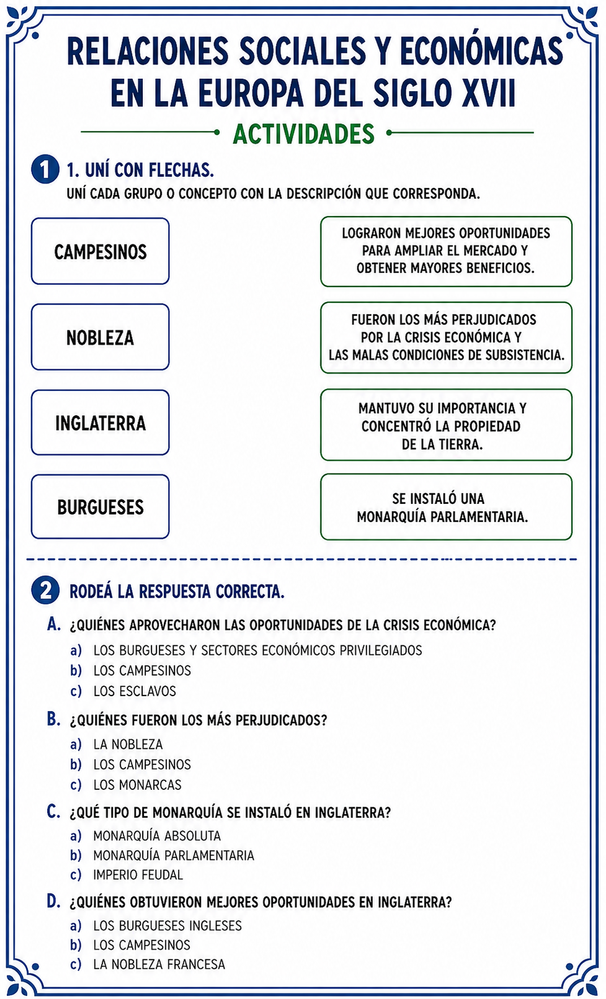 RELACIONES SOCIALES Y ECONÓMICAS
EN LA EUROPA DEL SIGLO XVII
ACTIVIDADES
1 1. UNÍ CON FLECHAS.
UNÍ CADA GRUPO O CONCEPTO CON LA DESCRIPCIÓN QUE CORRESPONDA.
CAMPESINOS
LOGRARON MEJORES OPORTUNIDADES
PARA AMPLIAR EL MERCADO Y
OBTENER MAYORES BENEFICIOS.
NOBLEZA
FUERON LOS MÁS PERJUDICADOS
POR LA CRISIS ECONÓMICA Y
LAS MALAS CONDICIONES DE SUBSISTENCIA.
INGLATERRA
MANTUVO SU IMPORTANCIA Y
CONCENTRÓ LA PROPIEDAD
DE LA TIERRA.
BURGUESES
SE INSTALÓ UNA
MONARQUÍA PARLAMENTARIA.
2 RODEÁ LA RESPUESTA CORRECTA.
A. ¿QUIÉNES APROVECHARON LAS OPORTUNIDADES DE LA CRISIS ECONÓMICA?
a) LOS BURGUESES Y SECTORES ECONÓMICOS PRIVILEGIADOS
b) LOS CAMPESINOS
c) LOS ESCLAVOS
B. ¿QUIÉNES FUERON LOS MÁS PERJUDICADOS?
a) LA NOBLEZA
b) LOS CAMPESINOS
c) LOS MONARCAS
C. ¿QUÉ TIPO DE MONARQUÍA SE INSTALÓ EN INGLATERRA?
a) MONARQUÍA ABSOLUTA
b) MONARQUÍA PARLAMENTARIA
c) IMPERIO FEUDAL
D. ¿QUIÉNES OBTUVIERON MEJORES OPORTUNIDADES EN INGLATERRA?
a) LOS BURGUESES INGLESES
b) LOS CAMPESINOS
c) LA NOBLEZA FRANCESA